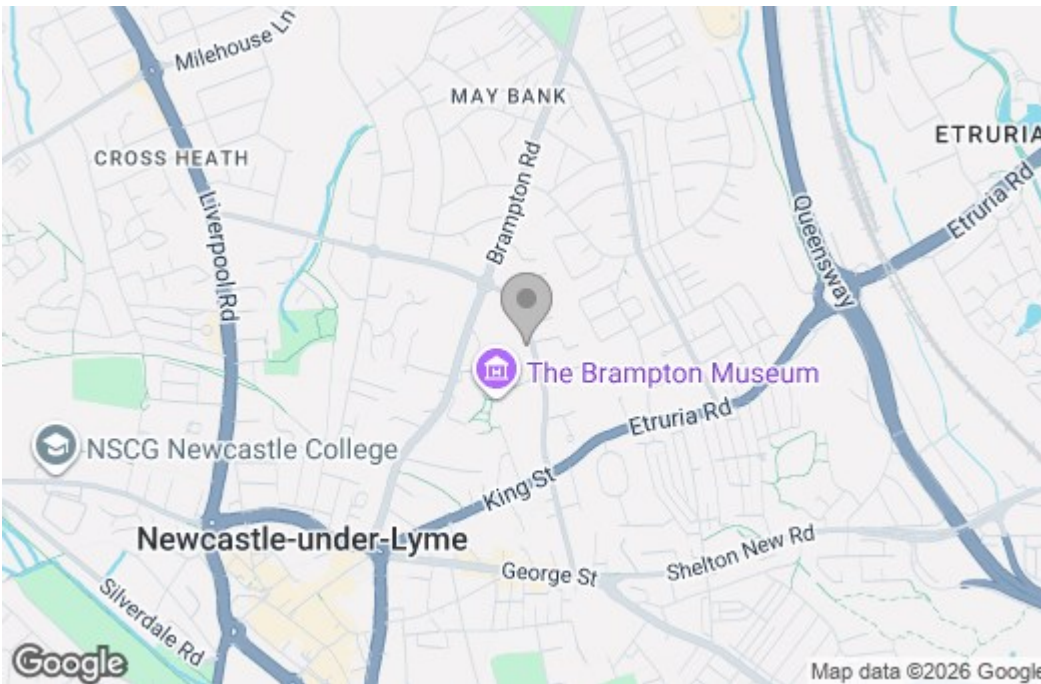 Milehouse Ln
MAY BANK
ETRURIA
CROSS HEATH
Brampton Rd
Etruria Rd
Liverpool Rd
Queensway
The Brampton Museum
Etruria Rd
NSCG Newcastle College
King St
Newcastle-under-Lyme
Shelton New Rd
George St
Silverdale Rd
Google
Map data ©2026 Google